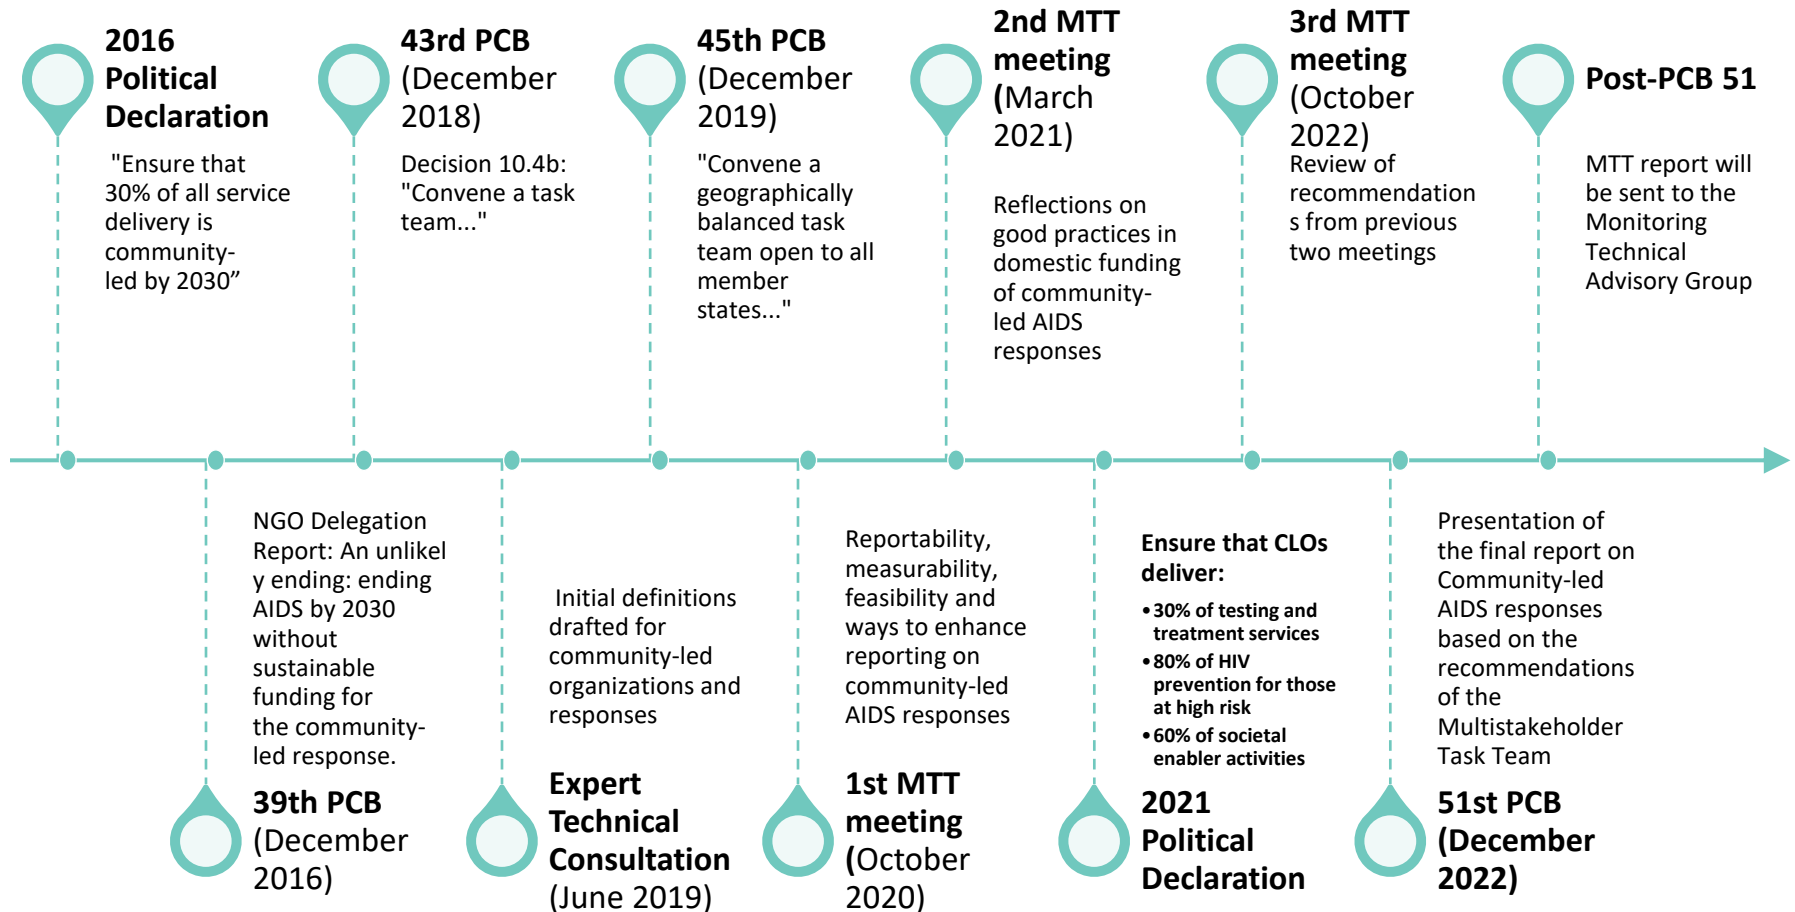 2016
Political
Declaration
"Ensure that
30% of all service
delivery is
community-
led by 2030”
43rd PCB
(December
2018)
Decision 10.4b:
"Convene a task
team..."
45th PCB
(December
2019)
"Convene a
geographically
balanced task
team open to all
member
states..."
2nd MTT
meeting
(March
2021)
Reflections on
good practices in
domestic funding
of community-
led AIDS
responses
3rd MTT
meeting
(October
2022)
Review of
recommendation
s from previous
two meetings
Post-PCB 51
MTT report will
be sent to the
Monitoring
Technical
Advisory Group
NGO Delegation
Report: An unlikel
y ending: ending
AIDS by 2030
without
sustainable
funding for
the community-
led response.
39th PCB
(December
2016)
Initial definitions
drafted for
community-led
organizations and
responses
Expert
Technical
Consultation
(June 2019)
Reportability,
measurability,
feasibility and
ways to enhance
reporting on
community-led
AIDS responses
1st MTT
meeting
(October
2020)
Ensure that CLOs
deliver:
•30% of testing and
treatment services
•80% of HIV
prevention for those
at high risk
•60% of societal
enabler activities
2021
Political
Declaration
Presentation of
the final report on
Community-led
AIDS responses
based on the
recommendations
of the
Multistakeholder
Task Team
51st PCB
(December
2022)